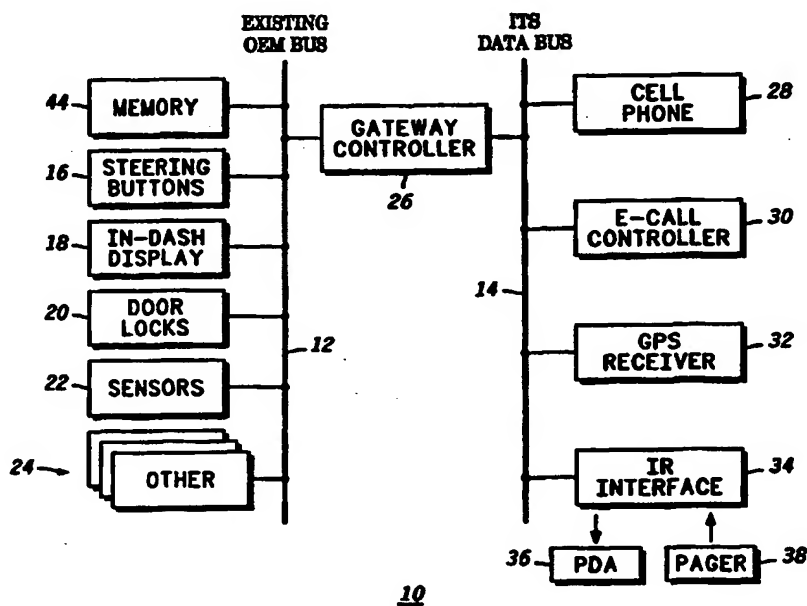 EXISTING
OEM BUS
ITS
DATA BUS
44
MEMORY
16
STEERING
BUTTONS
18
IN-DASH
DISPLAY
20
DOOR
LOCKS
22
SENSORS
24
OTHER
12
GATEWAY
CONTROLLER
26
14
CELL
PHONE
28
E-CALL
CONTROLLER
30
GPS
RECEIVER
32
IR
INTERFACE
34
36
PDA
PAGER
38
10